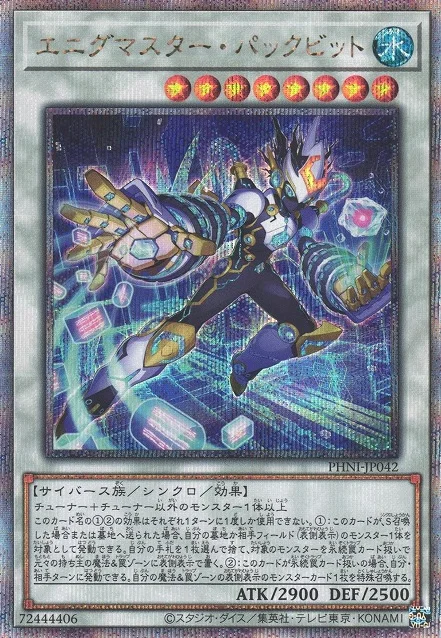 エニグマスター・パックビット
水
PHNI-JP042
【サイバース族／シンクロ／効果】
チューナー＋チューナー以外のモンスター1体以上
このカード名の①②の効果はそれぞれ1ターンに1度しか使用できない。①：このカードが、S召喚
した場合または墓地へ送られた場合、自分の墓地か相手フィールド（表側表示）のモンスター1体を
対象として発動できる。自分の手札を1枚選んで捨て、対象のモンスターを永続罠カード扱いで
元々の持ち主の魔法＆罠ゾーンに表側表示で置く。②：このカードが永続罠カード扱いの場合、自分・
相手ターンに発動できる。自分の魔法＆罠ゾーンの表側表示のモンスターカード1枚を特殊召喚する。
ATK/2900 DEF/2500
72444406
©スタジオ・ダイス／集英社・テレビ東京・KONAMI